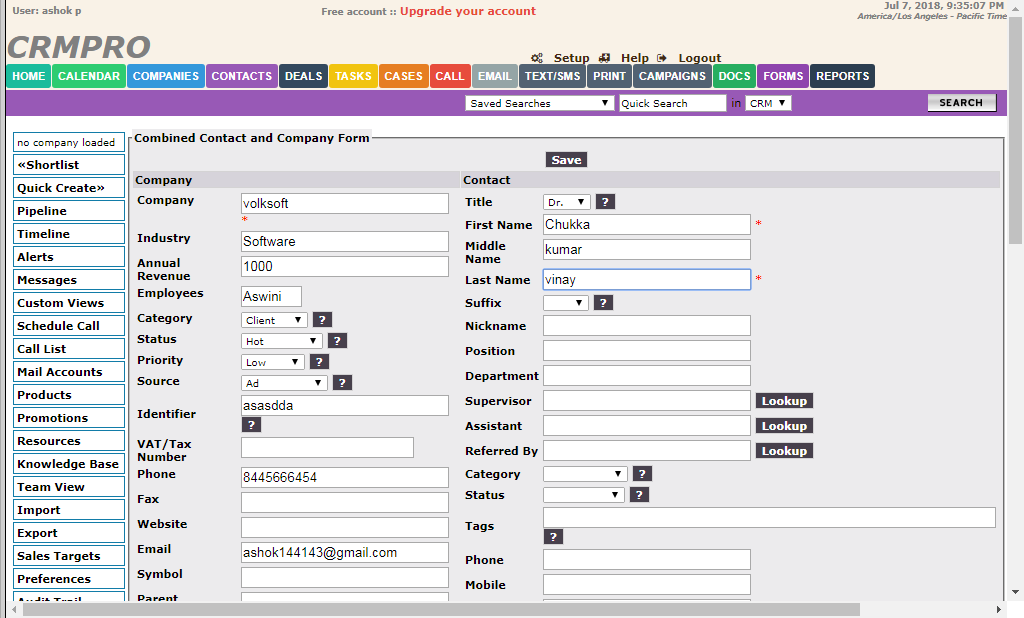 User: ashok p
Free account :: Upgrade your account
Jul 7, 2018, 9:35:07 PM
America/Los Angeles - Pacific Time
CRMPRO
Setup Help Logout
HOME CALENDAR COMPANIES CONTACTS DEALS TASKS CASES CALL EMAIL TEXT/SMS PRINT CAMPAIGNS DOCS FORMS REPORTS
Saved Searches Quick Search in CRM SEARCH
no company loaded
«Shortlist
Quick Create»
Pipeline
Timeline
Alerts
Messages
Custom Views
Schedule Call
Call List
Mail Accounts
Products
Promotions
Resources
Knowledge Base
Team View
Import
Export
Sales Targets
Preferences
Audit Trail
Combined Contact and Company Form
Save
Company
Company volksoft
*
Industry Software
Annual
Revenue 1000
Employees Aswini
Category Client ?
Status Hot ?
Priority Low ?
Source Ad ?
Identifier asasdda
?
VAT/Tax
Number
Phone 8445666454
Fax
Website
Email ashok144143@gmail.com
Symbol
Parent
Contact
Title Dr. ?
First Name Chukka *
Middle
Name kumar
Last Name vinay *
Suffix ?
Nickname
Position
Department
Supervisor Lookup
Assistant Lookup
Referred By Lookup
Category ?
Status ?
Tags
?
Phone
Mobile